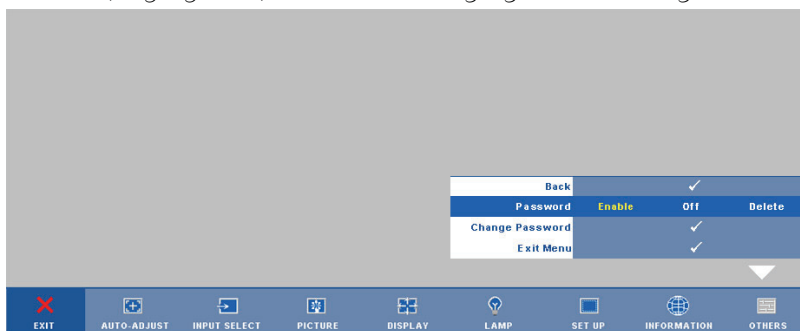 Back
Password Enable Off Delete
Change Password
Exit Menu
EXIT AUTO-ADJUST INPUT SELECT PICTURE DISPLAY LAMP SET UP INFORMATION OTHERS